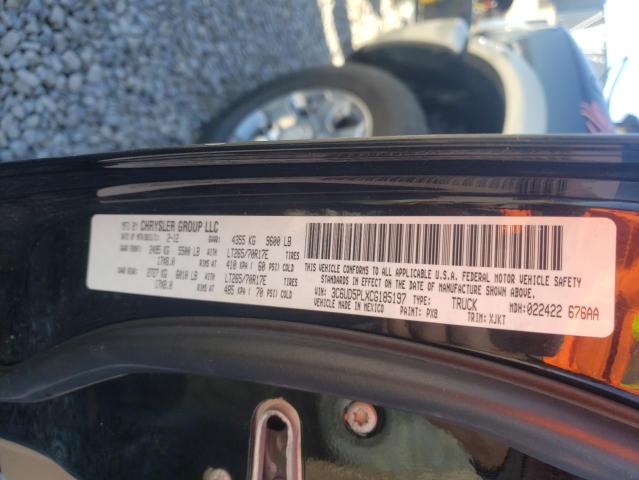 MFD BY CHRYSLER GROUP LLC
DATE OF MFR 2-12 GVWR: 4355 KG 9600 LB
2495 KG 5500 LB WITH LT265/70R17E
17X8.0 RIMS AT 410 KPA ( 60 PSI) COLD
2727 KG 6010 LB WITH LT265/70R17E
17X8.0 RIMS AT 485 KPA ( 70 PSI) COLD
THIS VEHICLE CONFORMS TO ALL APPLICABLE U.S.A. FEDERAL MOTOR VEHICLE SAFETY
STANDARDS IN EFFECT ON THE DATE OF MANUFACTURE SHOWN ABOVE.
VIN: 3C6UD5PLXCG185197 TYPE: TRUCK
VEHICLE MADE IN MEXICO PAINT: PX8 TRIM: XJKT MDH: 022422 676AA